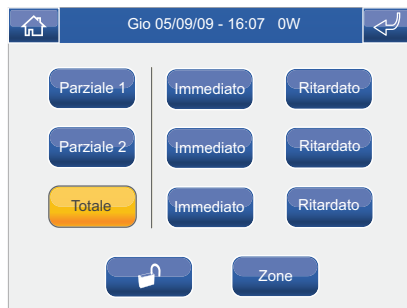 Gio 05/09/09 - 16:07 0W
Parziale 1 Immediato Ritardato
Parziale 2 Immediato Ritardato
Totale Immediato Ritardato
Zone